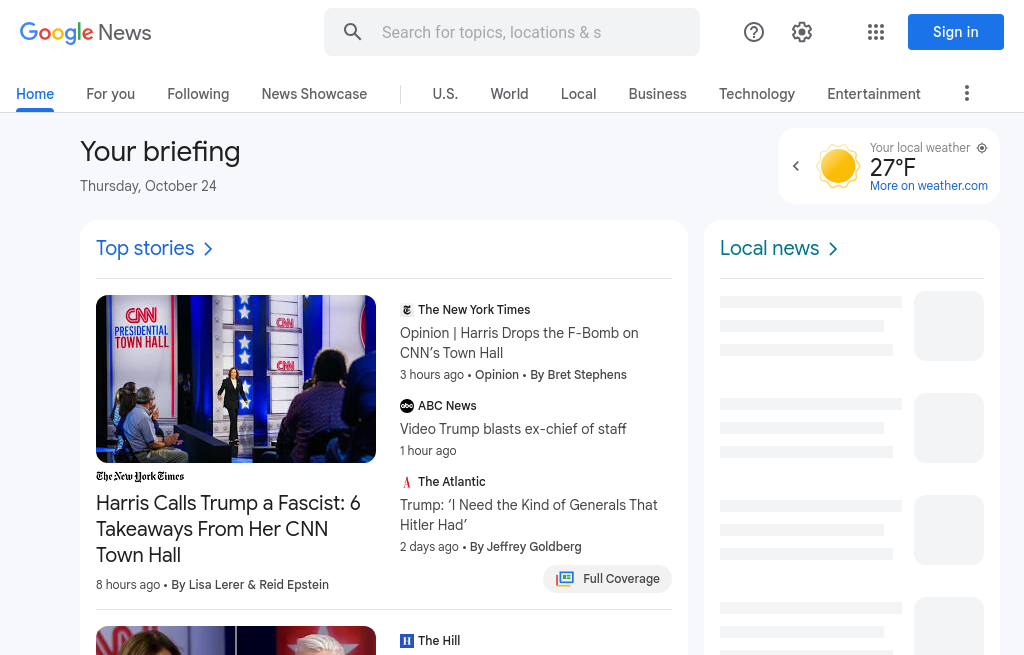 Google News
Search for topics, locations & s
Sign in
Home
For you
Following
News Showcase
U.S.
World
Local
Business
Technology
Entertainment
Your briefing
Thursday, October 24
Your local weather
27°F
More on weather.com
Top stories
CNN
PRESIDENTIAL
TOWN HALL
CNN
CNN
The New York Times
Harris Calls Trump a Fascist: 6
Takeaways From Her CNN
Town Hall
8 hours ago • By Lisa Lerer & Reid Epstein
The New York Times
Opinion | Harris Drops the F-Bomb on
CNN’s Town Hall
3 hours ago • Opinion • By Bret Stephens
abc ABC News
Video Trump blasts ex-chief of staff
1 hour ago
The Atlantic
Trump: ‘I Need the Kind of Generals That
Hitler Had’
2 days ago • By Jeffrey Goldberg
Full Coverage
H The Hill
Local news